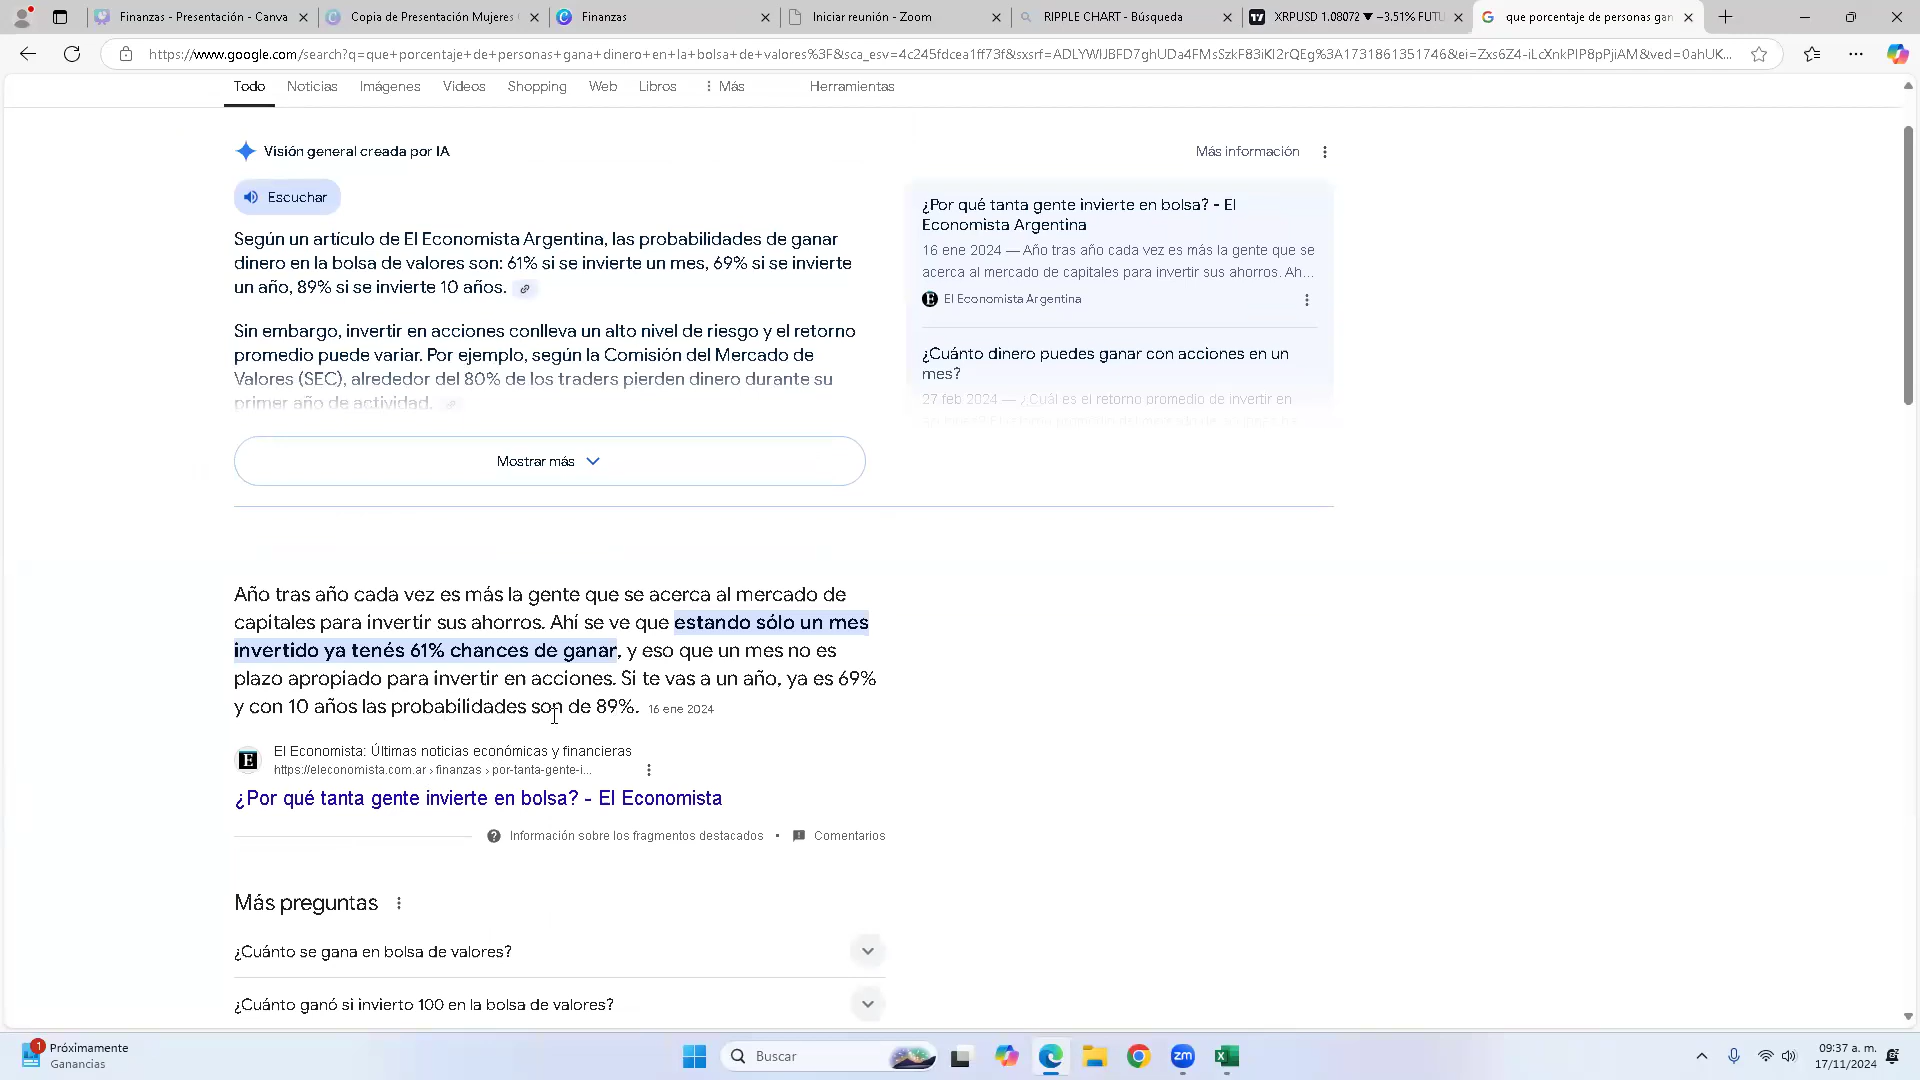 Finanzas - Presentación - Canva
Copia de Presentación Mujeres
Finanzas
Iniciar reunión - Zoom
RIPPLE CHART - Búsqueda
XRPUSD 1.08072 ▼ −3.51% FUTU
que porcentaje de personas gan
https://www.google.com/search?q=que+porcentaje+de+personas+gana+dinero+en+la+bolsa+de+valores%3F&sca_esv=4c245fdcea1ff73f&sxsrf=ADLYWIJBFD7ghUDa4FMsSzkF83iKI2rQEg%3A1731861351746&ei=Zxs6Z4-iLcXnkPIP8pPjiAM&ved=0ahUK...
Todo
Noticias
Imágenes
Videos
Shopping
Web
Libros
Más
Herramientas
Visión general creada por IA
Más información
Escuchar
Según un artículo de El Economista Argentina, las probabilidades de ganar
dinero en la bolsa de valores son: 61% si se invierte un mes, 69% si se invierte
un año, 89% si se invierte 10 años.
Sin embargo, invertir en acciones conlleva un alto nivel de riesgo y el retorno
promedio puede variar. Por ejemplo, según la Comisión del Mercado de
Valores (SEC), alrededor del 80% de los traders pierden dinero durante su
primer año de actividad.
¿Por qué tanta gente invierte en bolsa? - El
Economista Argentina
16 ene 2024 — Año tras año cada vez es más la gente que se
acerca al mercado de capitales para invertir sus ahorros. Ah...
El Economista Argentina
¿Cuánto dinero puedes ganar con acciones en un
mes?
27 feb 2024 — ¿Cuál es el retorno promedio de invertir en
Mostrar más
Año tras año cada vez es más la gente que se acerca al mercado de
capitales para invertir sus ahorros. Ahí se ve que estando sólo un mes
invertido ya tenés 61% chances de ganar, y eso que un mes no es
plazo apropiado para invertir en acciones. Si te vas a un año, ya es 69%
y con 10 años las probabilidades son de 89%. 16 ene 2024
El Economista: Últimas noticias económicas y financieras
https://eleconomista.com.ar › finanzas › por-tanta-gente-i...
¿Por qué tanta gente invierte en bolsa? - El Economista
Información sobre los fragmentos destacados • Comentarios
Más preguntas
¿Cuánto se gana en bolsa de valores?
¿Cuánto ganó si invierto 100 en la bolsa de valores?
1
Próximamente
Ganancias
Buscar
zm
09:37 a. m.
17/11/2024